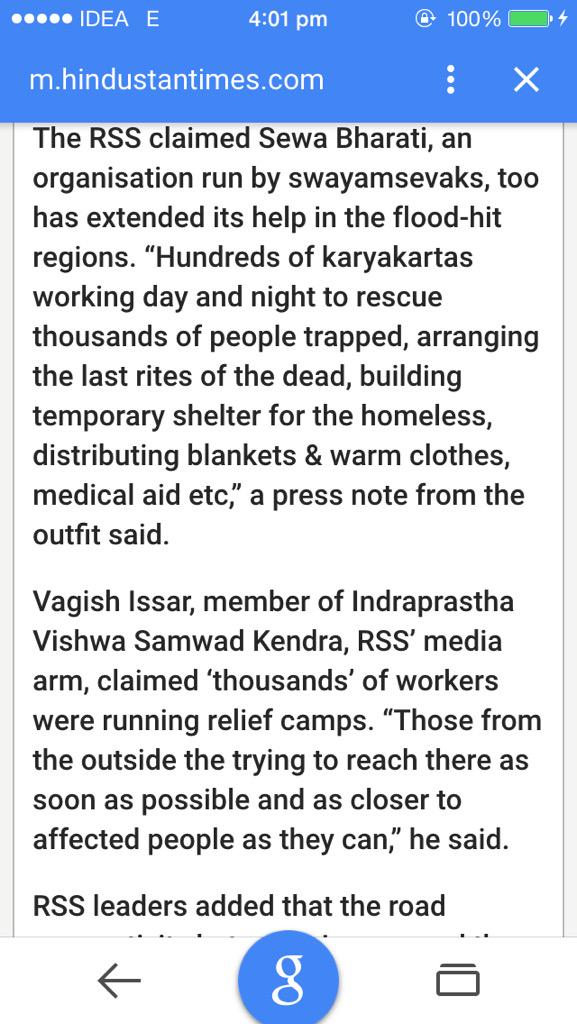 IDEA E 4:01 pm 100%
m.hindustantimes.com
The RSS claimed Sewa Bharati, an
organisation run by swayamsevaks, too
has extended its help in the flood-hit
regions. “Hundreds of karyakartas
working day and night to rescue
thousands of people trapped, arranging
the last rites of the dead, building
temporary shelter for the homeless,
distributing blankets & warm clothes,
medical aid etc,” a press note from the
outfit said.
Vagish Issar, member of Indraprastha
Vishwa Samwad Kendra, RSS’ media
arm, claimed ‘thousands’ of workers
were running relief camps. “Those from
the outside the trying to reach there as
soon as possible and as closer to
affected people as they can,” he said.
RSS leaders added that the road
g